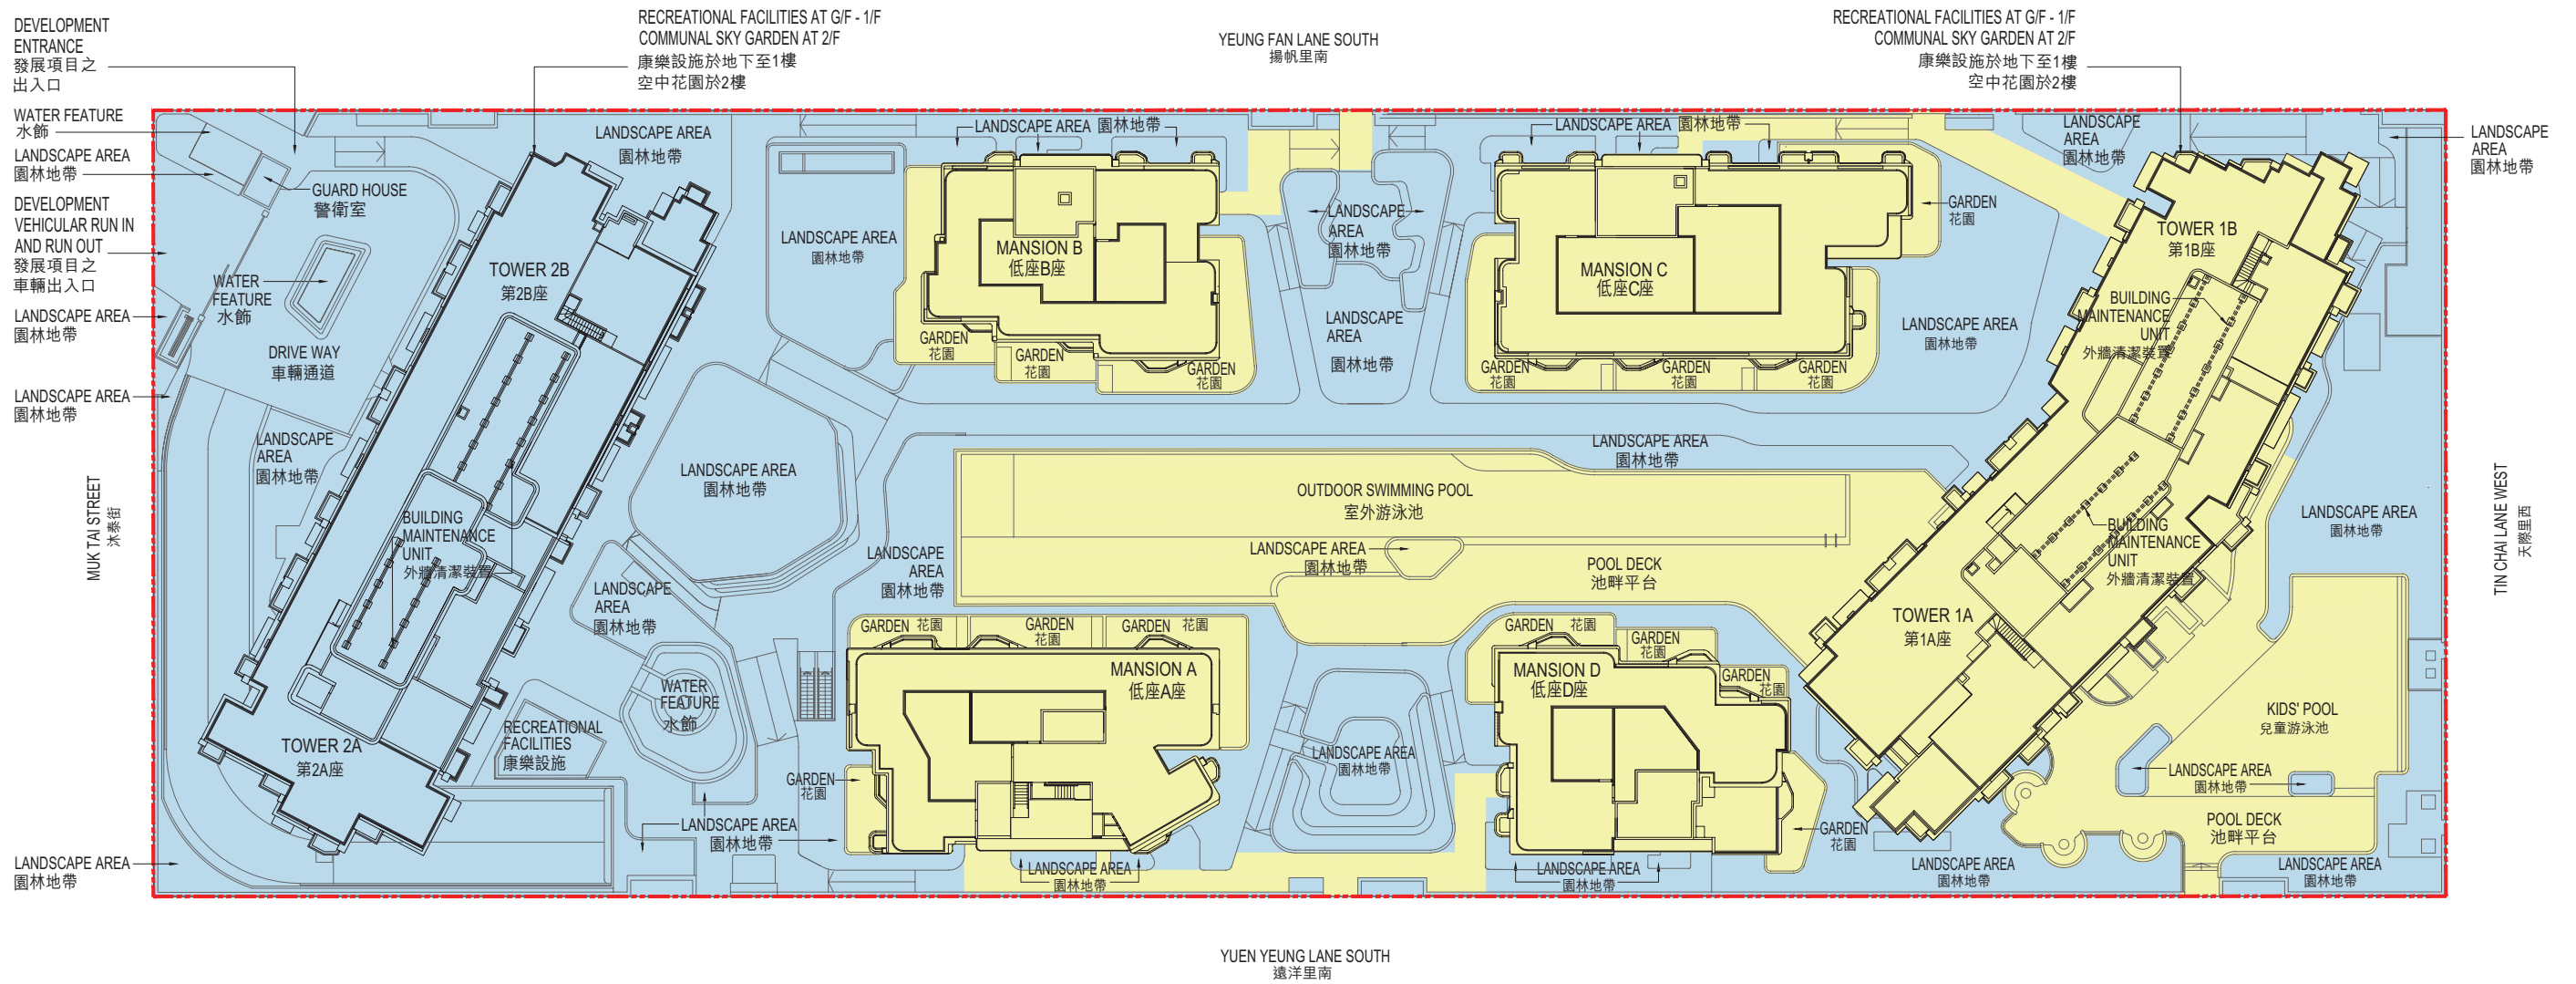 DEVELOPMENT
ENTRANCE
發展項目之
出入口
WATER FEATURE
水飾
LANDSCAPE AREA
園林地帶
DEVELOPMENT
VEHICULAR RUN IN
AND RUN OUT
發展項目之
車輛出入口
LANDSCAPE AREA
園林地帶
LANDSCAPE AREA
園林地帶
MUK TAI STREET
沐泰街
LANDSCAPE AREA
園林地帶
RECREATIONAL FACILITIES AT G/F - 1/F
COMMUNAL SKY GARDEN AT 2/F
康樂設施於地下至1樓
空中花園於2樓
YEUNG FAN LANE SOUTH
揚帆里南
RECREATIONAL FACILITIES AT G/F - 1/F
COMMUNAL SKY GARDEN AT 2/F
康樂設施於地下至1樓
空中花園於2樓
LANDSCAPE
AREA
園林地帶
TIN CHAI LANE WEST
天際里西
GUARD HOUSE
警衛室
WATER
FEATURE
水飾
DRIVE WAY
車輛通道
LANDSCAPE
AREA
園林地帶
LANDSCAPE AREA
園林地帶
TOWER 2B
第2B座
BUILDING
MAINTENANCE
UNIT
外牆清潔裝置
TOWER 2A
第2A座
LANDSCAPE AREA
園林地帶
LANDSCAPE AREA
園林地帶
LANDSCAPE
AREA
園林地帶
WATER
FEATURE
水飾
RECREATIONAL
FACILITIES
康樂設施
LANDSCAPE AREA
園林地帶
LANDSCAPE AREA 園林地帶
MANSION B
低座B座
GARDEN
花園
GARDEN
花園
GARDEN
花園
LANDSCAPE
AREA
園林地帶
LANDSCAPE
AREA
園林地帶
LANDSCAPE AREA 園林地帶
MANSION C
低座C座
GARDEN
花園
GARDEN
花園
GARDEN
花園
GARDEN
花園
LANDSCAPE AREA
園林地帶
LANDSCAPE
AREA
園林地帶
TOWER 1B
第1B座
BUILDING
MAINTENANCE
UNIT
外牆清潔裝置
LANDSCAPE AREA
園林地帶
OUTDOOR SWIMMING POOL
室外游泳池
LANDSCAPE AREA
園林地帶
POOL DECK
池畔平台
LANDSCAPE
AREA
園林地帶
BUILDING
MAINTENANCE
UNIT
外牆清潔裝置
TOWER 1A
第1A座
LANDSCAPE AREA
園林地帶
GARDEN 花園
GARDEN
花園
GARDEN 花園
MANSION A
低座A座
GARDEN
花園
LANDSCAPE AREA
園林地帶
LANDSCAPE AREA
園林地帶
GARDEN 花園
GARDEN
花園
GARDEN
花園
MANSION D
低座D座
GARDEN
花園
LANDSCAPE AREA
園林地帶
KIDS' POOL
兒童游泳池
LANDSCAPE AREA
園林地帶
POOL DECK
池畔平台
LANDSCAPE AREA
園林地帶
LANDSCAPE AREA
園林地帶
YUEN YEUNG LANE SOUTH
遠洋里南